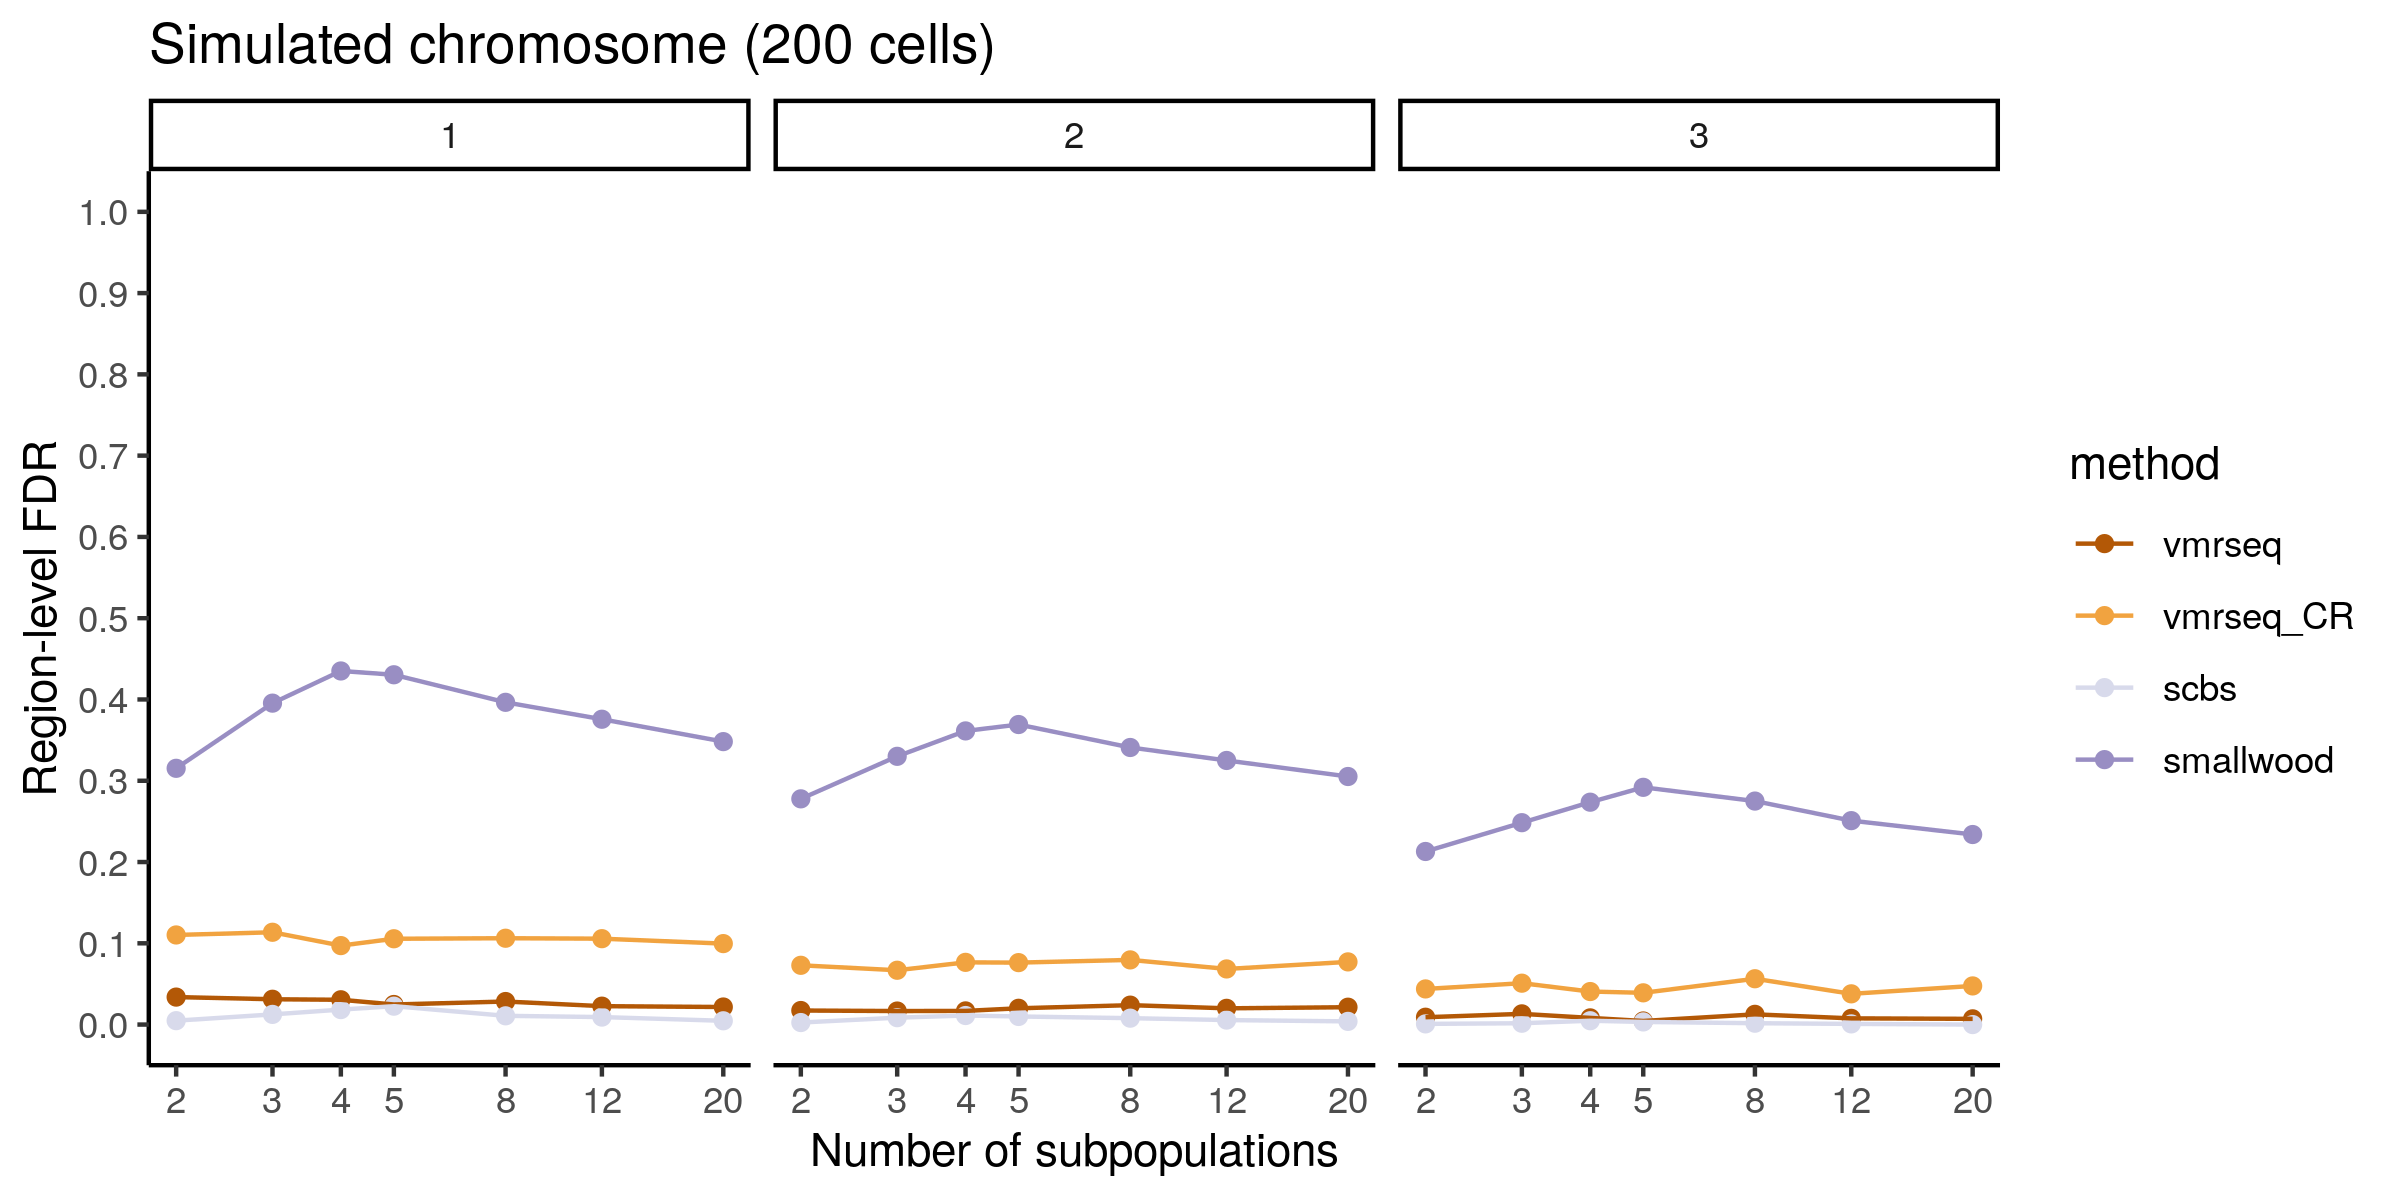 Simulated chromosome (200 cells)
1 2 3
1.0
0.9
0.8
0.7
0.6
0.5
0.4
0.3
0.2
0.1
0.0
Region-level FDR
2 3 4 5 8 12 20 2 3 4 5 8 12 20 2 3 4 5 8 12 20
Number of subpopulations
method
vmrseq
vmrseq_CR
scbs
smallwood